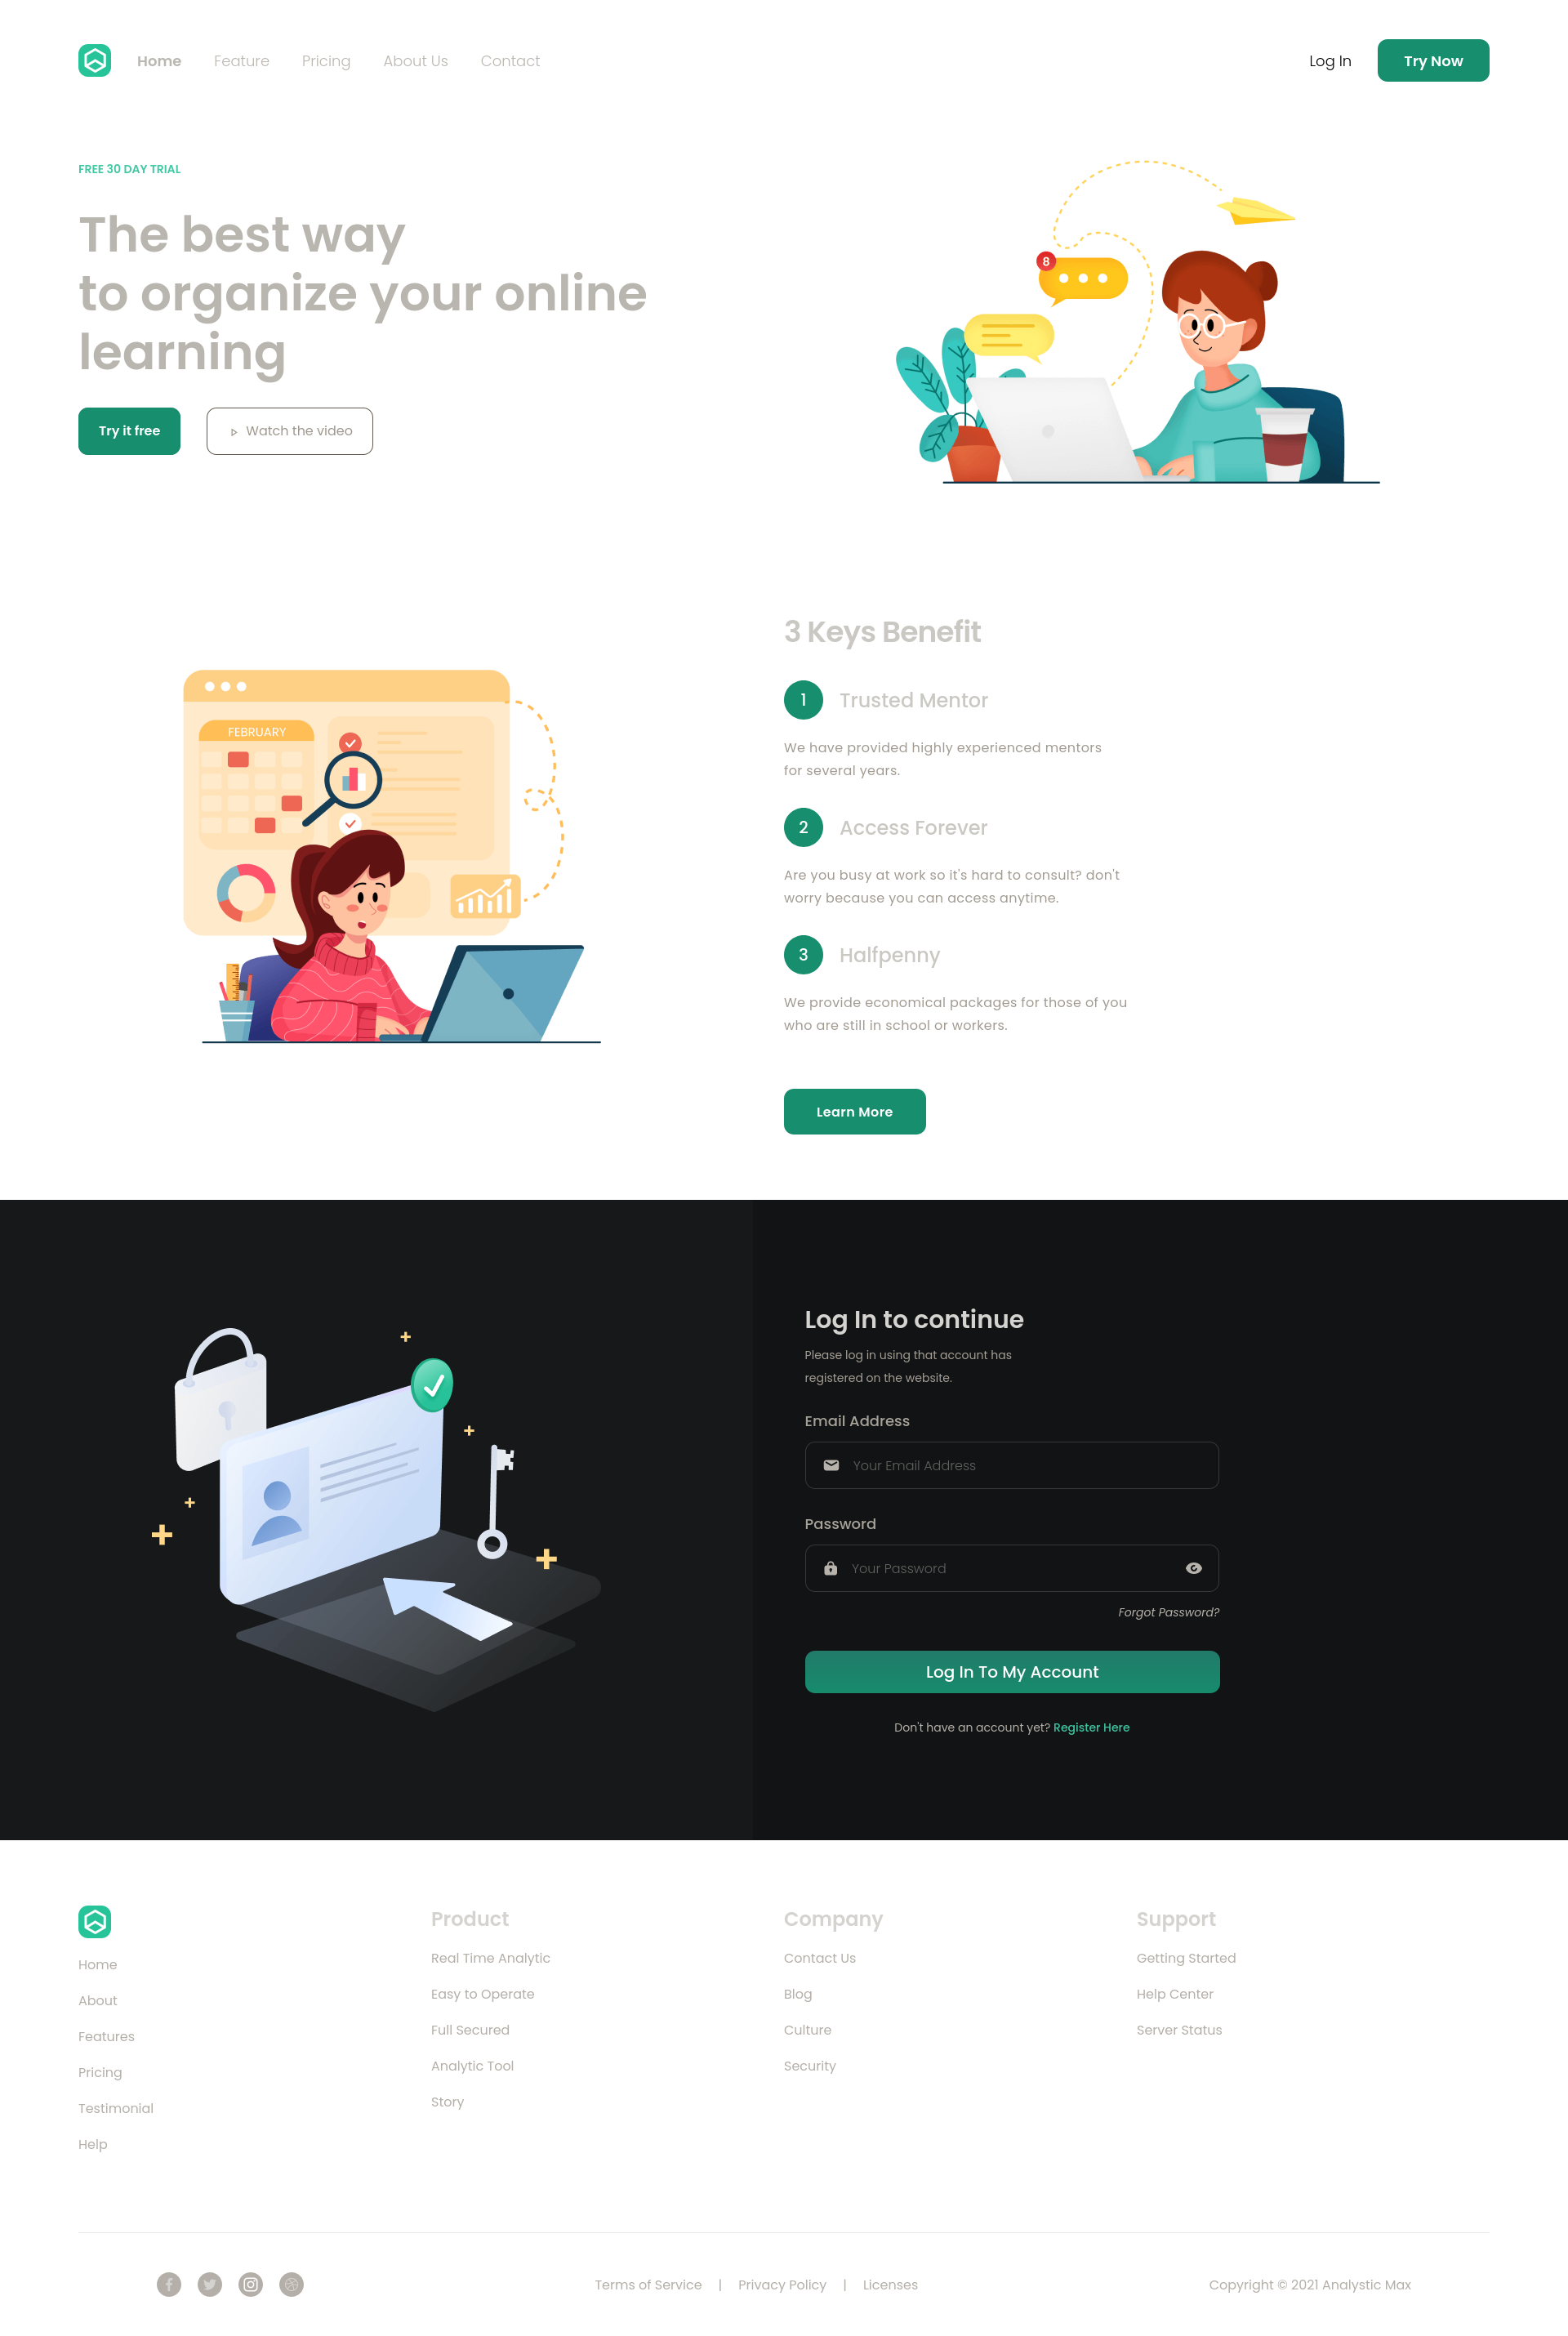 Home
Feature
Pricing
About Us
Contact
Log In
Try Now
FREE 30 DAY TRIAL
The best way
to organize your online
learning
Try it free
Watch the video
8
3 Keys Benefit
1
Trusted Mentor
We have provided highly experienced mentors
for several years.
2
Access Forever
Are you busy at work so it's hard to consult? don't
worry because you can access anytime.
3
Halfpenny
We provide economical packages for those of you
who are still in school or workers.
Learn More
FEBRUARY
Log In to continue
Please log in using that account has
registered on the website.
Email Address
Your Email Address
Password
Your Password
Forgot Password?
Log In To My Account
Don't have an account yet? Register Here
Home
About
Features
Pricing
Testimonial
Help
Product
Real Time Analytic
Easy to Operate
Full Secured
Analytic Tool
Story
Company
Contact Us
Blog
Culture
Security
Support
Getting Started
Help Center
Server Status
Terms of Service | Privacy Policy | Licenses
Copyright © 2021 Analystic Max